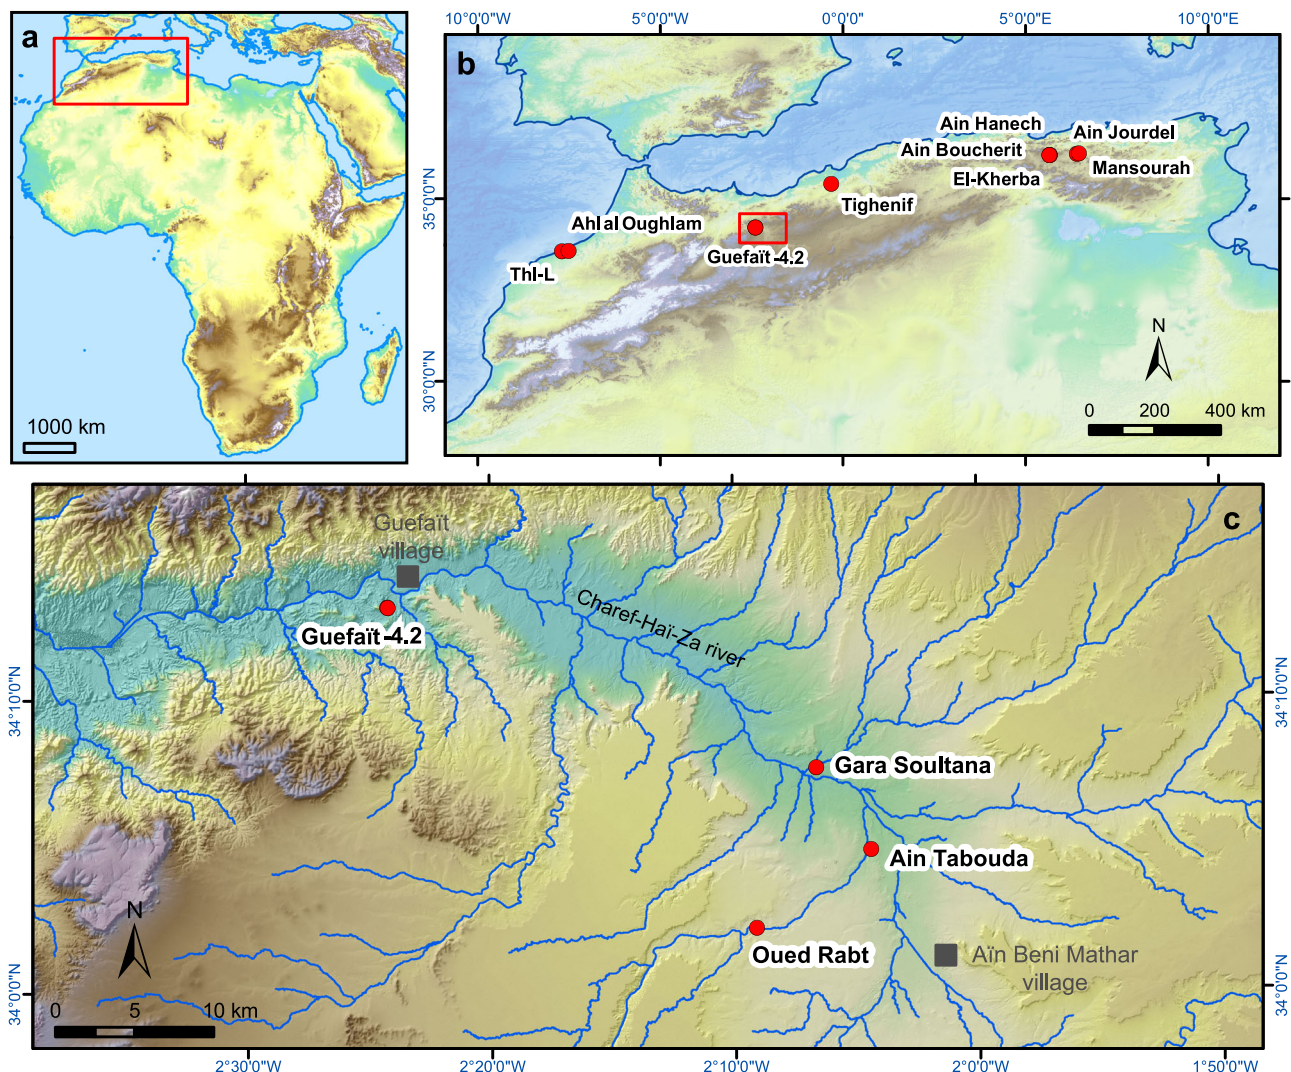 a
1000 km
10°0'0"W
5°0'0"W
0°0'0"
5°0'0"E
10°0'0"E
b
35°0'0"N
30°0'0"N
Ain Hanech
Ain Jourdel
Ain Boucherit
Mansourah
El-Kherba
Tighenif
Ahl al Oughlam
Guefaït-4.2
ThI-L
N
0 200 400 km
c
Guefaït
village
Guefaït-4.2
Charef-Haï-Za river
34°10'0"N
34°10'0"N
Gara Soultana
Ain Tabouda
Oued Rabt
Aïn Beni Mathar
village
N
0 5 10 km
34°0'0"N
34°0'0"N
2°30'0"W
2°20'0"W
2°10'0"W
2°0'0"W
1°50'0"W